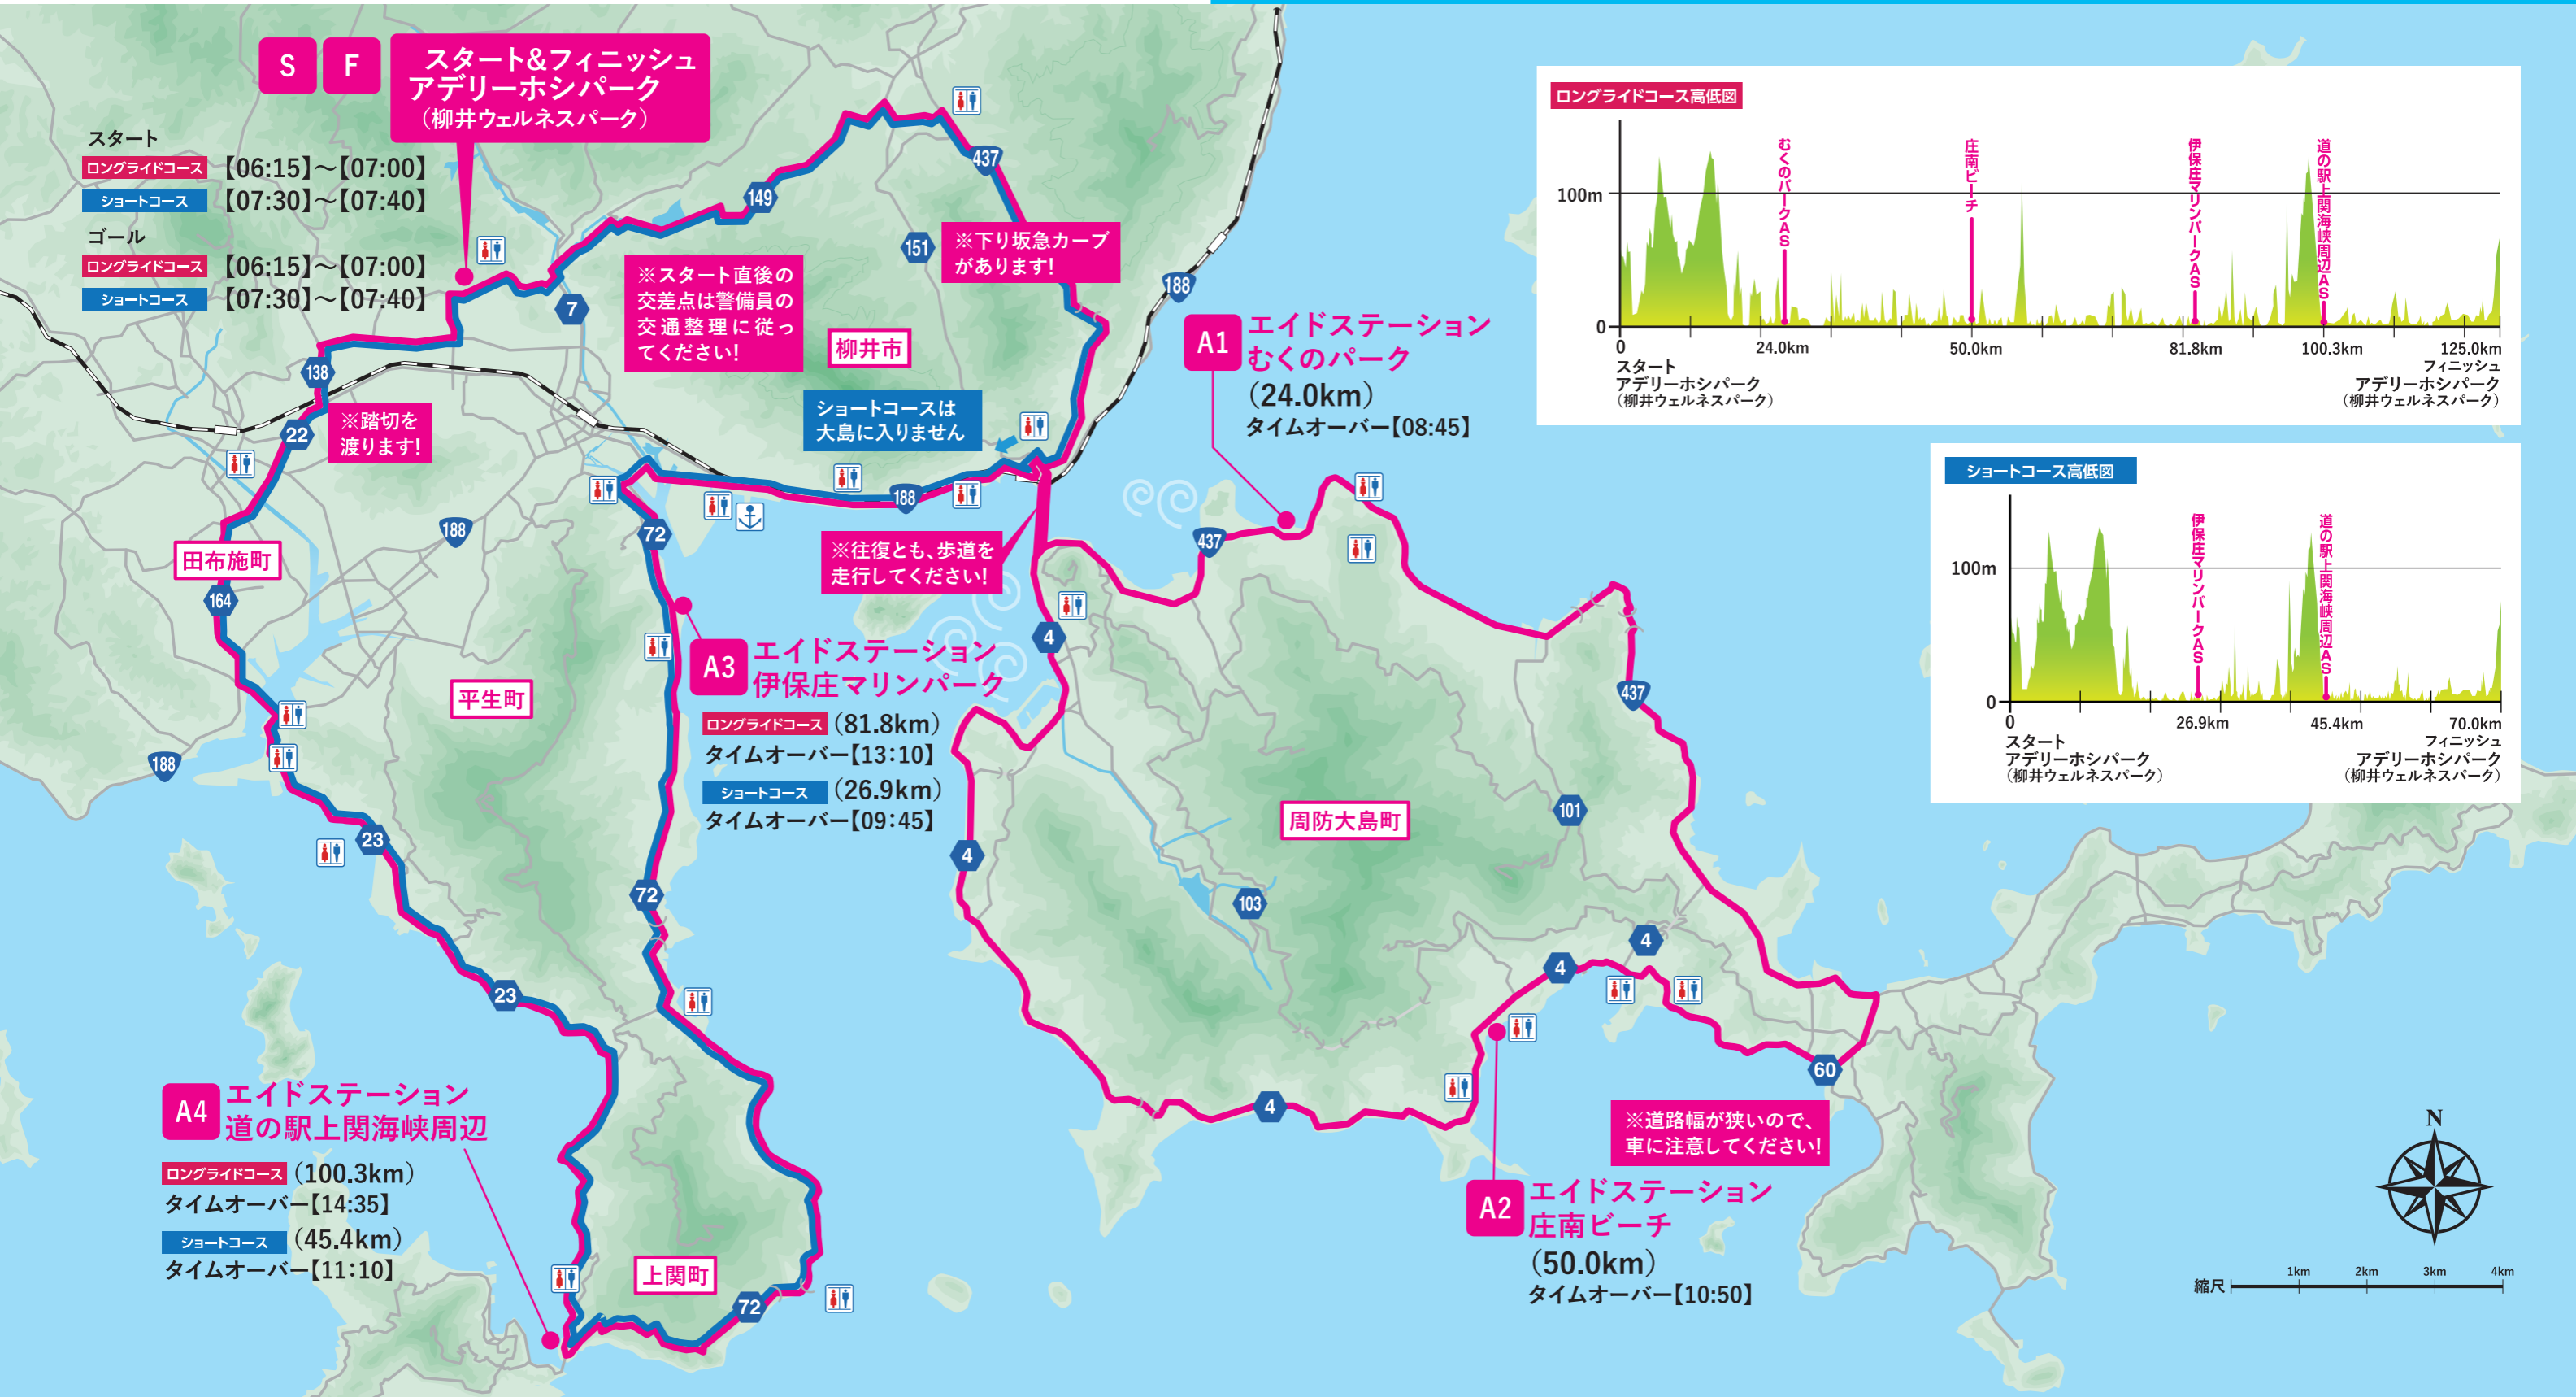 S
F
スタート&フィニッシュ
アデリーホシパーク
（柳井ウェルネスパーク）
スタート
ロングライドコース 【06:15】〜【07:00】
ショートコース 【07:30】〜【07:40】
ゴール
ロングライドコース 【06:15】〜【07:00】
ショートコース 【07:30】〜【07:40】
149
437
151
188
7
※下り坂急カーブ
があります!
※スタート直後の
交差点は警備員の
交通整理に従っ
てください!
柳井市
138
22
※踏切を
渡ります!
ショートコースは
大島に入りません
188
72
188
田布施町
164
平生町
188
23
23
72
72
※往復とも、歩道を
走行してください!
A1
エイドステーション
むくのパーク
（24.0km）
タイムオーバー【08:45】
437
4
437
101
周防大島町
103
4
4
4
60
4
A3
エイドステーション
伊保庄マリンパーク
ロングライドコース （81.8km）
タイムオーバー【13:10】
ショートコース （26.9km）
タイムオーバー【09:45】
A4
エイドステーション
道の駅上関海峡周辺
ロングライドコース （100.3km）
タイムオーバー【14:35】
ショートコース （45.4km）
タイムオーバー【11:10】
上関町
※道路幅が狭いので、
車に注意してください!
A2
エイドステーション
庄南ビーチ
（50.0km）
タイムオーバー【10:50】
ロングライドコース高低図
100m
0
むくのパークAS
庄南ビーチ
伊保庄マリンパークAS
道の駅上関海峡周辺AS
0
24.0km
50.0km
81.8km
100.3km
125.0km
スタート
アデリーホシパーク
（柳井ウェルネスパーク）
フィニッシュ
アデリーホシパーク
（柳井ウェルネスパーク）
ショートコース高低図
100m
0
伊保庄マリンパークAS
道の駅上関海峡周辺AS
0
26.9km
45.4km
70.0km
スタート
アデリーホシパーク
（柳井ウェルネスパーク）
フィニッシュ
アデリーホシパーク
（柳井ウェルネスパーク）
N
縮尺
1km
2km
3km
4km